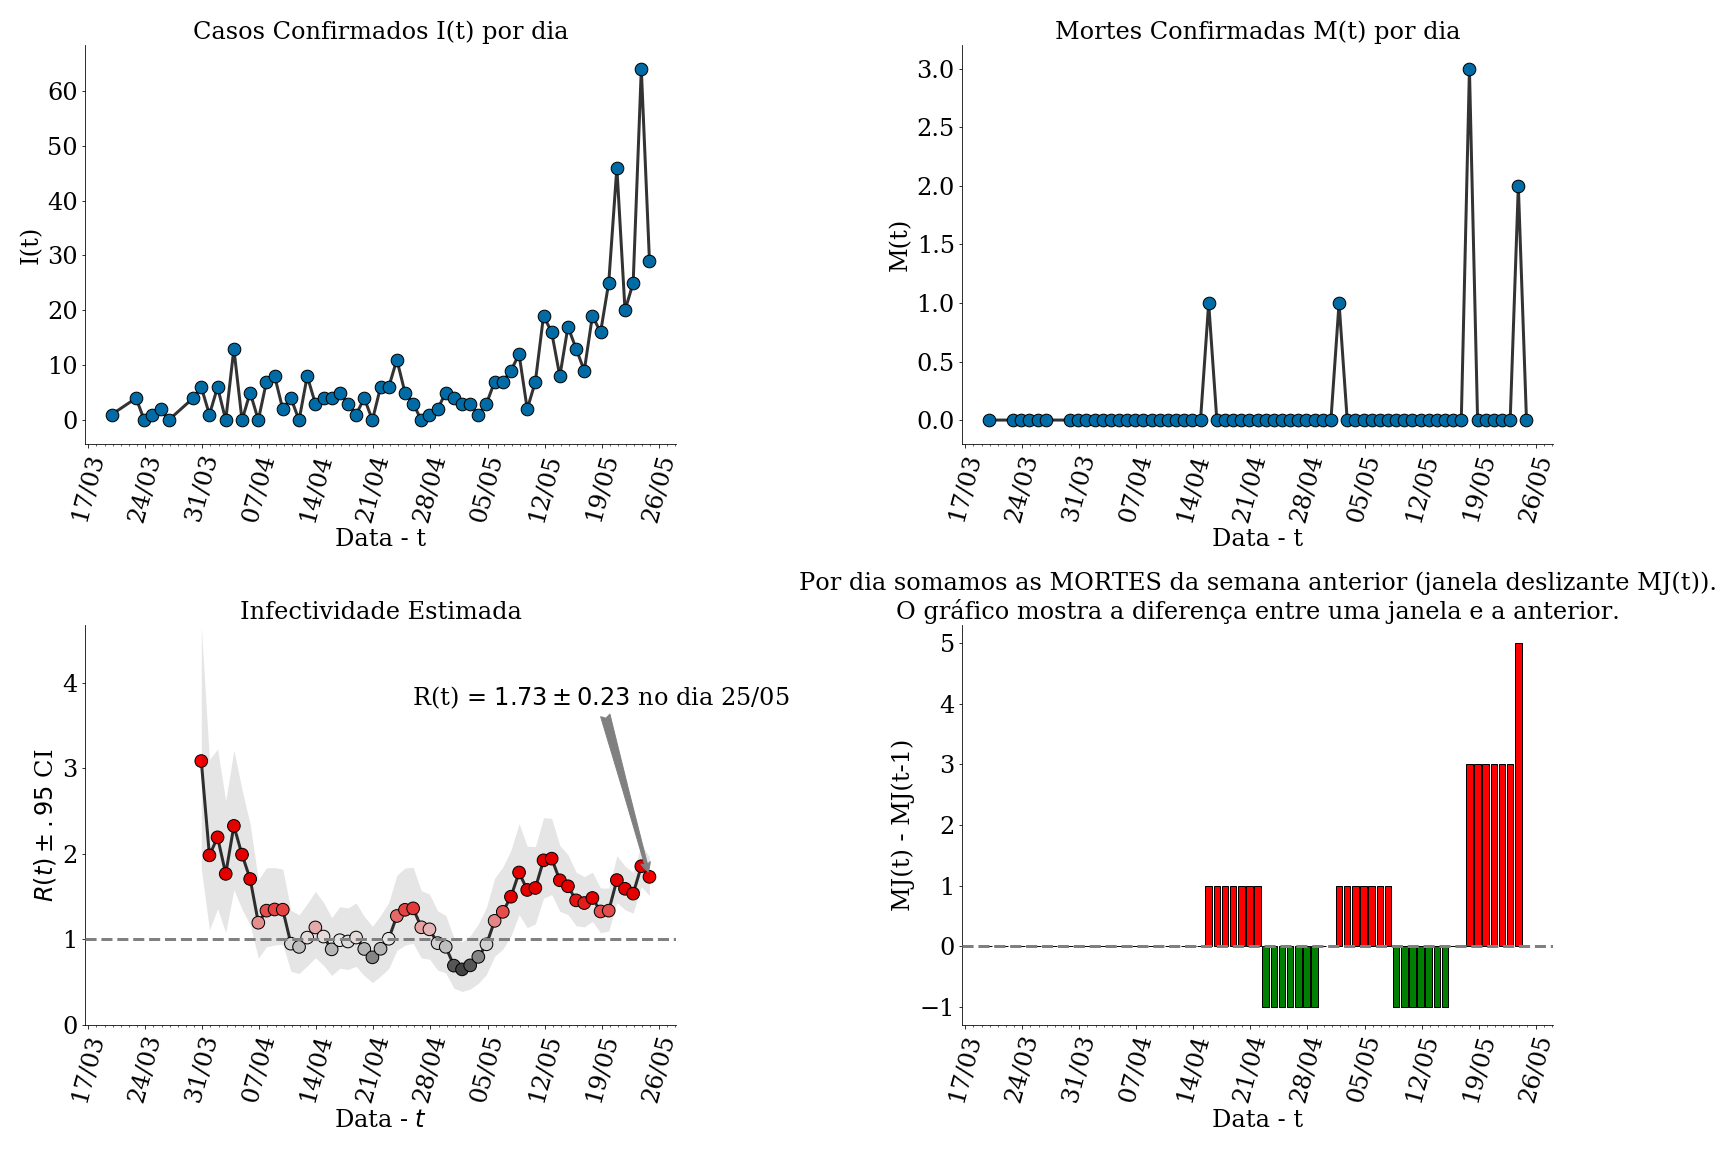 Casos Confirmados I(t) por dia
60
50
40
30
20
10
0
I(t)
17/03 24/03 31/03 07/04 14/04 21/04 28/04 05/05 12/05 19/05 26/05
Data - t
Mortes Confirmadas M(t) por dia
3.0
2.5
2.0
1.5
1.0
0.5
0.0
M(t)
17/03 24/03 31/03 07/04 14/04 21/04 28/04 05/05 12/05 19/05 26/05
Data - t
Infectividade Estimada
R(t) = 1.73 ± 0.23 no dia 25/05
4
3
2
1
0
R(t) ± .95 CI
17/03 24/03 31/03 07/04 14/04 21/04 28/04 05/05 12/05 19/05 26/05
Data - t
Por dia somamos as MORTES da semana anterior (janela deslizante MJ(t)).
O gráfico mostra a diferença entre uma janela e a anterior.
5
4
3
2
1
0
−1
MJ(t) - MJ(t-1)
17/03 24/03 31/03 07/04 14/04 21/04 28/04 05/05 12/05 19/05 26/05
Data - t